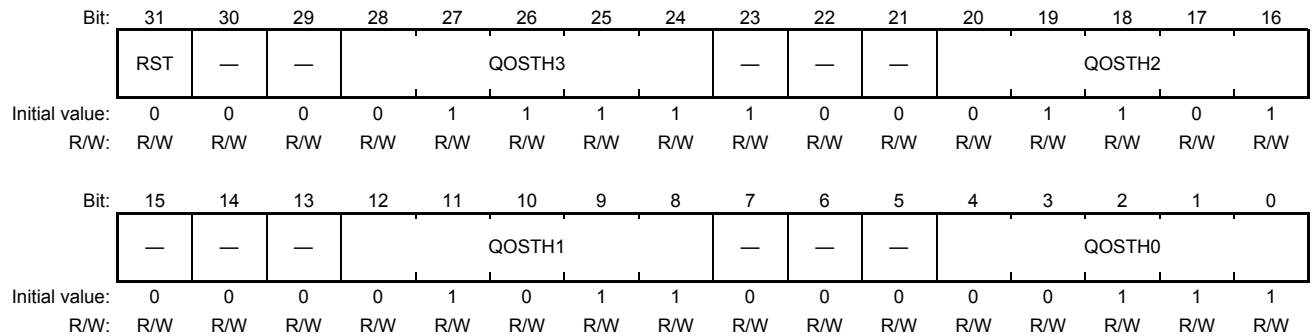 Bit: 31 30 29 28 27 26 25 24 23 22 21 20 19 18 17 16
RST — — QOSTH3 — — — QOSTH2
Initial value: 0 0 0 0 1 1 1 1 1 0 0 0 1 1 0 1
R/W: R/W R/W R/W R/W R/W R/W R/W R/W R/W R/W R/W R/W R/W R/W R/W R/W
Bit: 15 14 13 12 11 10 9 8 7 6 5 4 3 2 1 0
— — — QOSTH1 — — — QOSTH0
Initial value: 0 0 0 0 1 0 1 1 0 0 0 0 0 1 1 1
R/W: R/W R/W R/W R/W R/W R/W R/W R/W R/W R/W R/W R/W R/W R/W R/W R/W